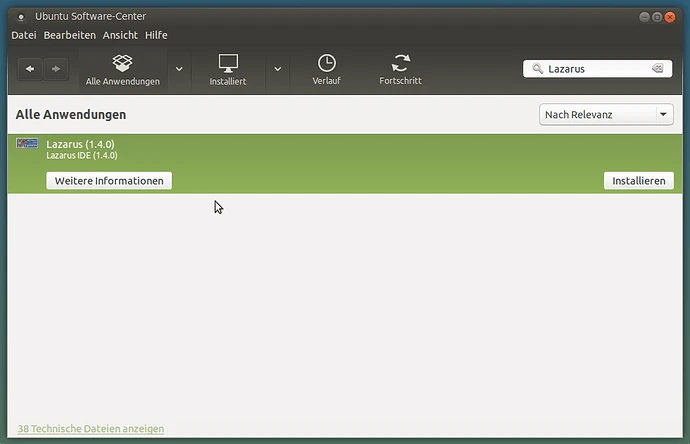 Ubuntu Software-Center
Datei Bearbeiten Ansicht Hilfe
Alle Anwendungen Installiert Verlauf Fortschritt Lazarus
Alle Anwendungen Nach Relevanz
Lazarus (1.4.0)
Lazarus IDE (1.4.0)
Weitere Informationen Installieren
38 Technische Dateien anzeigen